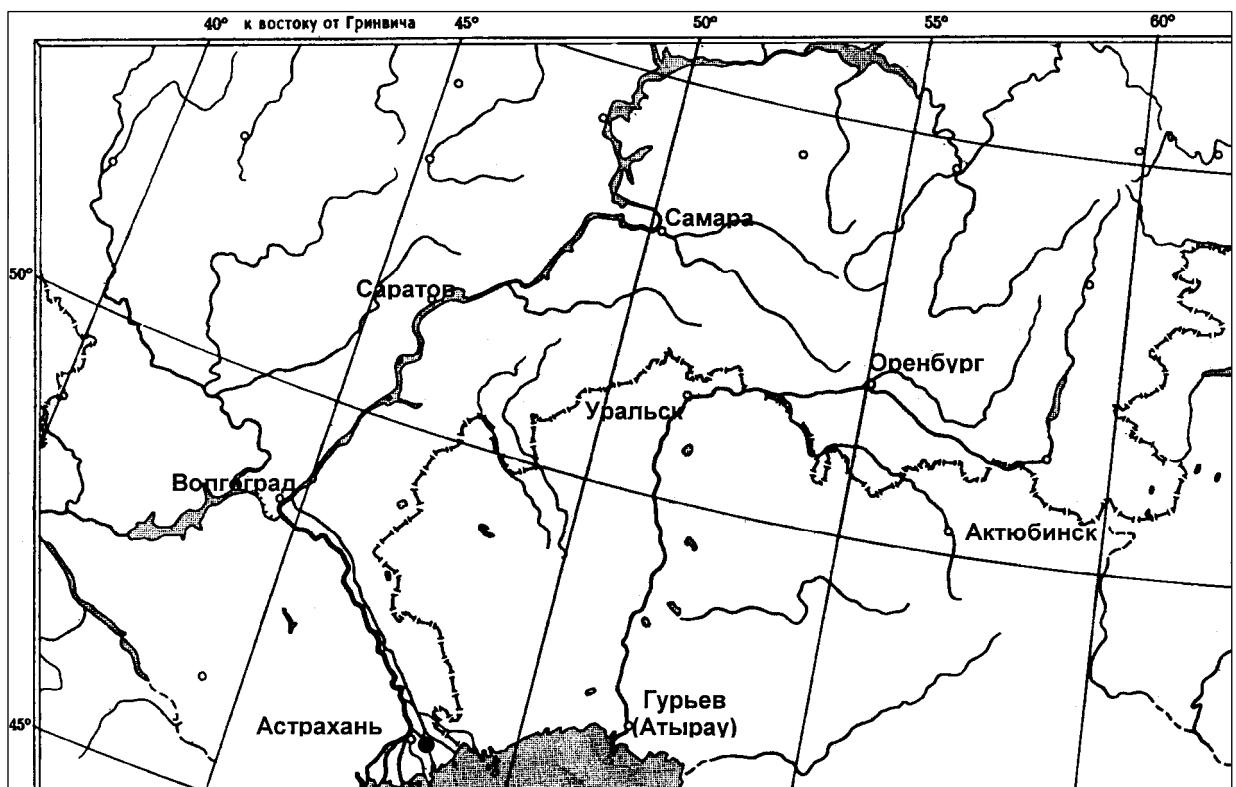 40° к востоку от Гринвича 45° 50° 55° 60°
Самара
50°
Саратов
Оренбург
Уральск
Волгоград
Актюбинск
Гурьев
(Атырау)
Астрахань
45°